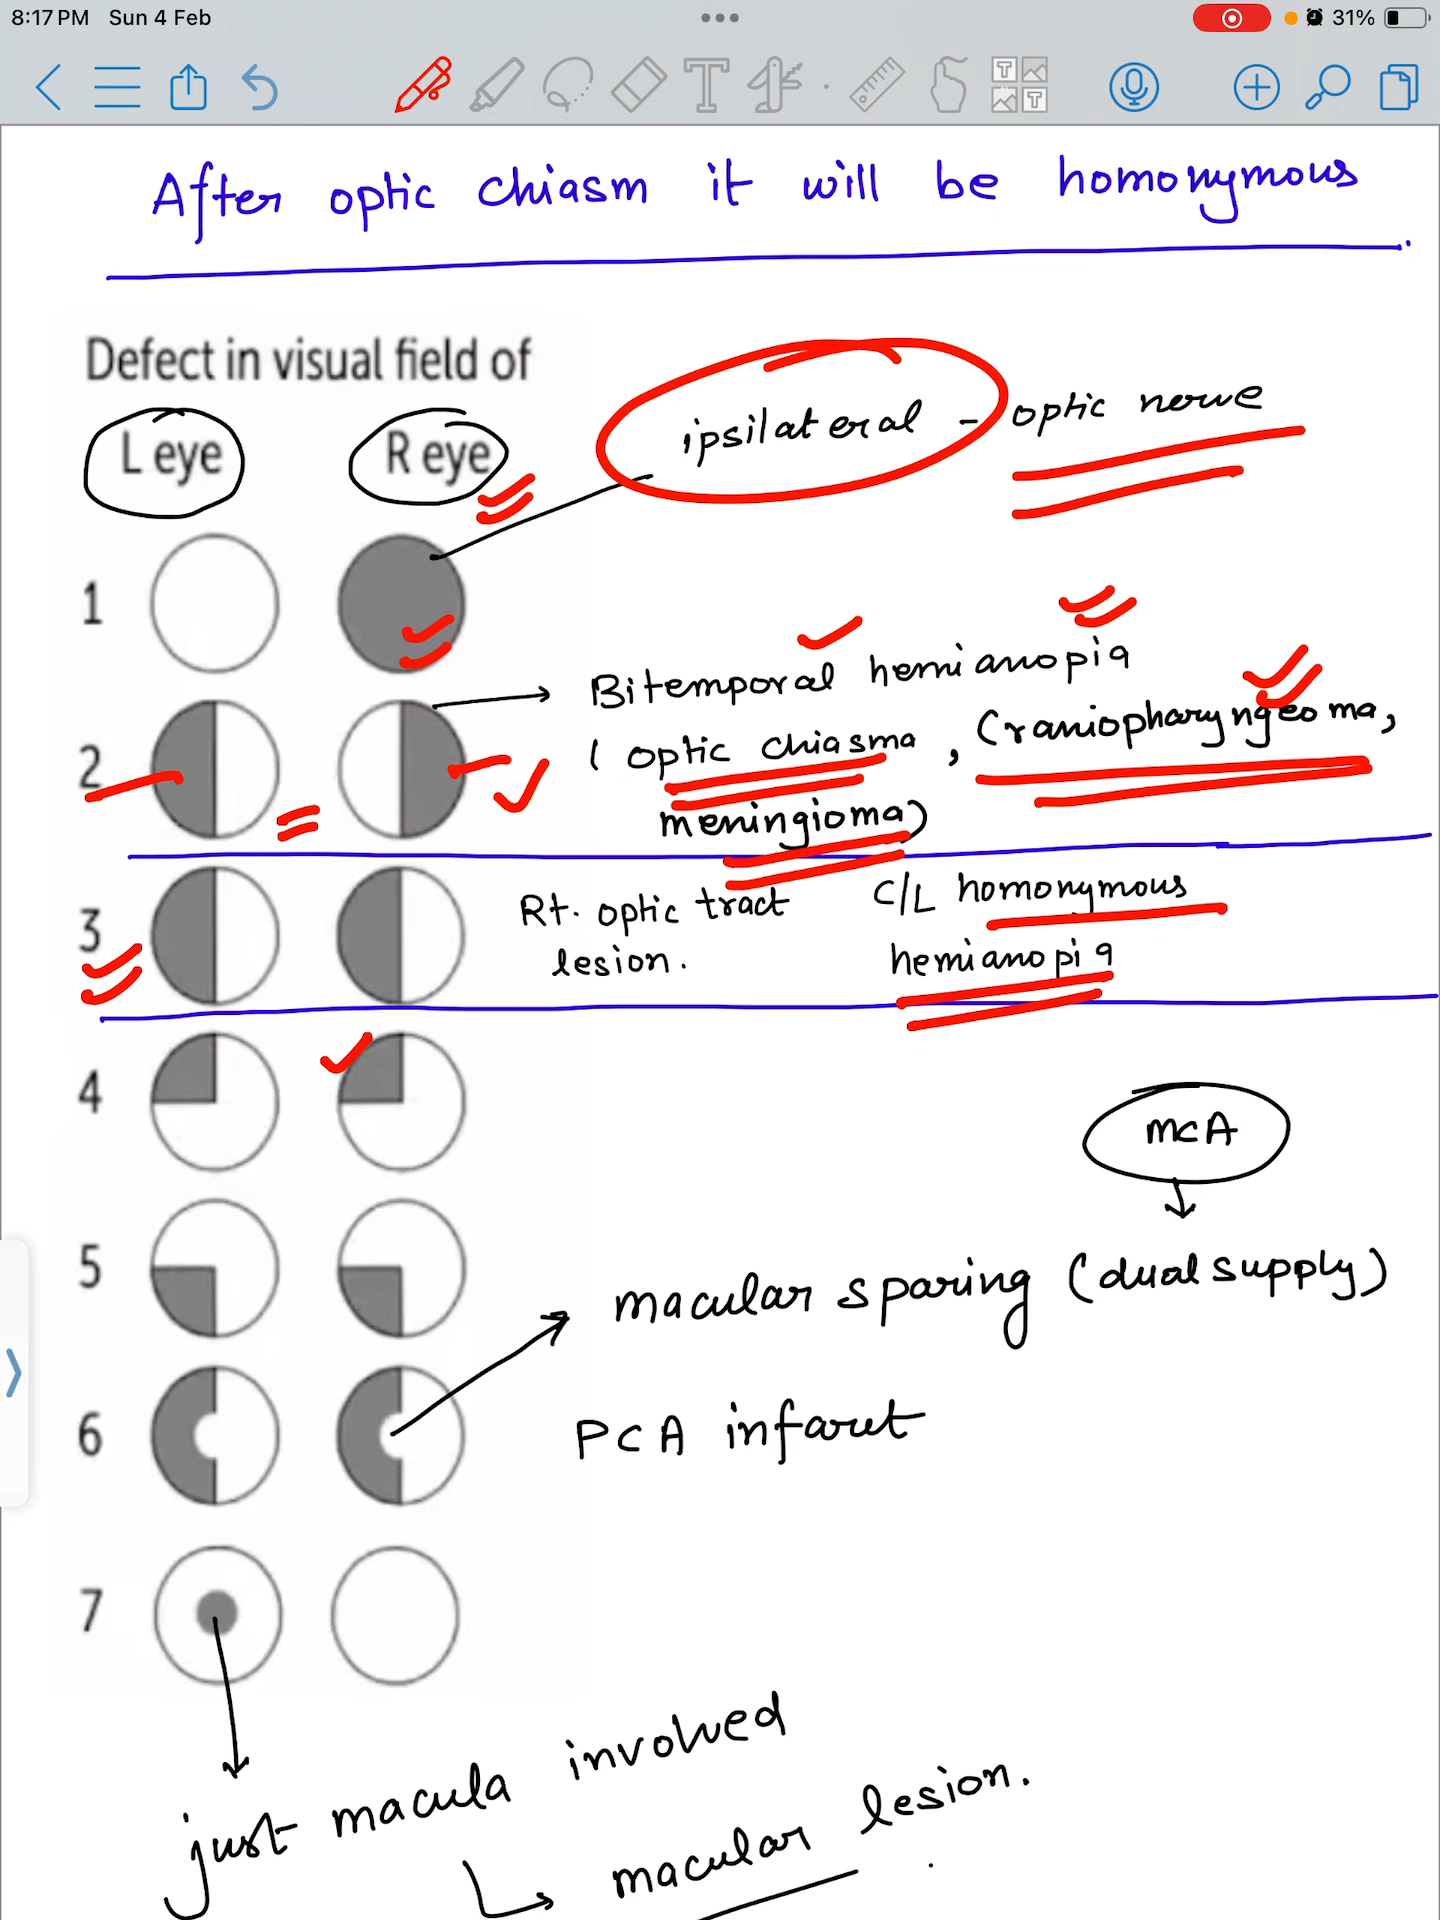 8:17 PM Sun 4 Feb
31%
After optic chiasm it will be homonymous
Defect in visual field of
L eye R eye
ipsilateral - optic nerve
1
Bitemporal hemianopia
2
( optic chiasma, Craniopharyngeoma,
meningioma)
3
Rt. optic tract
lesion.
C/L homonymous
hemianopia
4
MCA
5
macular sparing (dual supply)
6
PCA infarct
7
just macula involved
macular lesion.